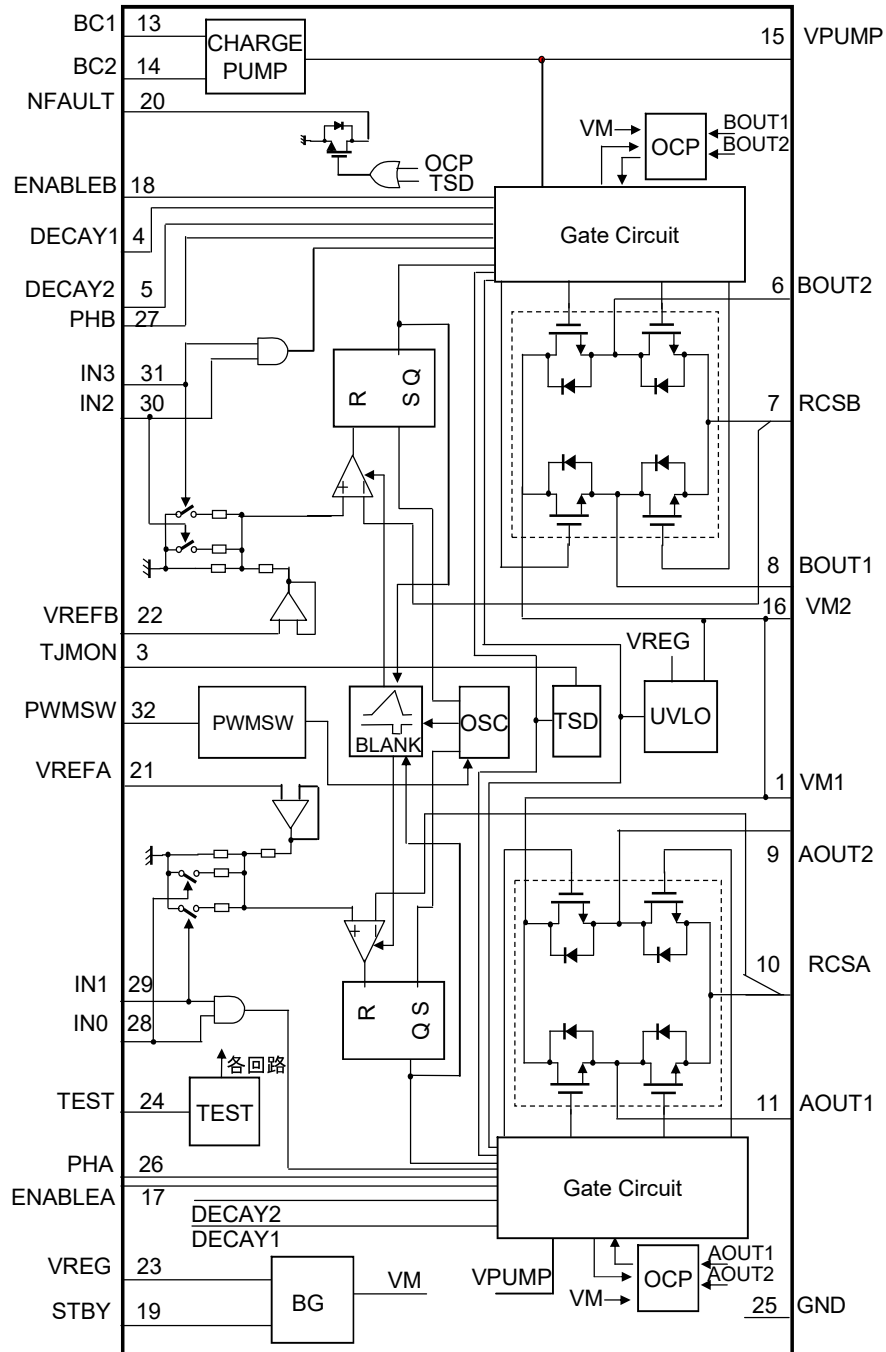 BC1 13
BC2 14
CHARGE
PUMP
15 VPUMP
NFAULT 20
OCP
TSD
VM
OCP
BOUT1
BOUT2
ENABLEB 18
DECAY1 4
DECAY2 5
PHB 27
Gate Circuit
6 BOUT2
IN3 31
IN2 30
R
S Q
7 RCSB
+
−
8 BOUT1
VREFB 22
16 VM2
TJMON 3
VREG
PWMSW 32
PWMSW
BLANK
OSC
TSD
UVLO
VREFA 21
1 VM1
9 AOUT2
+
−
10 RCSA
IN1 29
IN0 28
R
Q S
各回路
TEST 24
TEST
11 AOUT1
PHA 26
ENABLEA 17
Gate Circuit
DECAY2
DECAY1
VREG 23
STBY 19
BG
VM
VPUMP
VM
OCP
AOUT1
AOUT2
25 GND